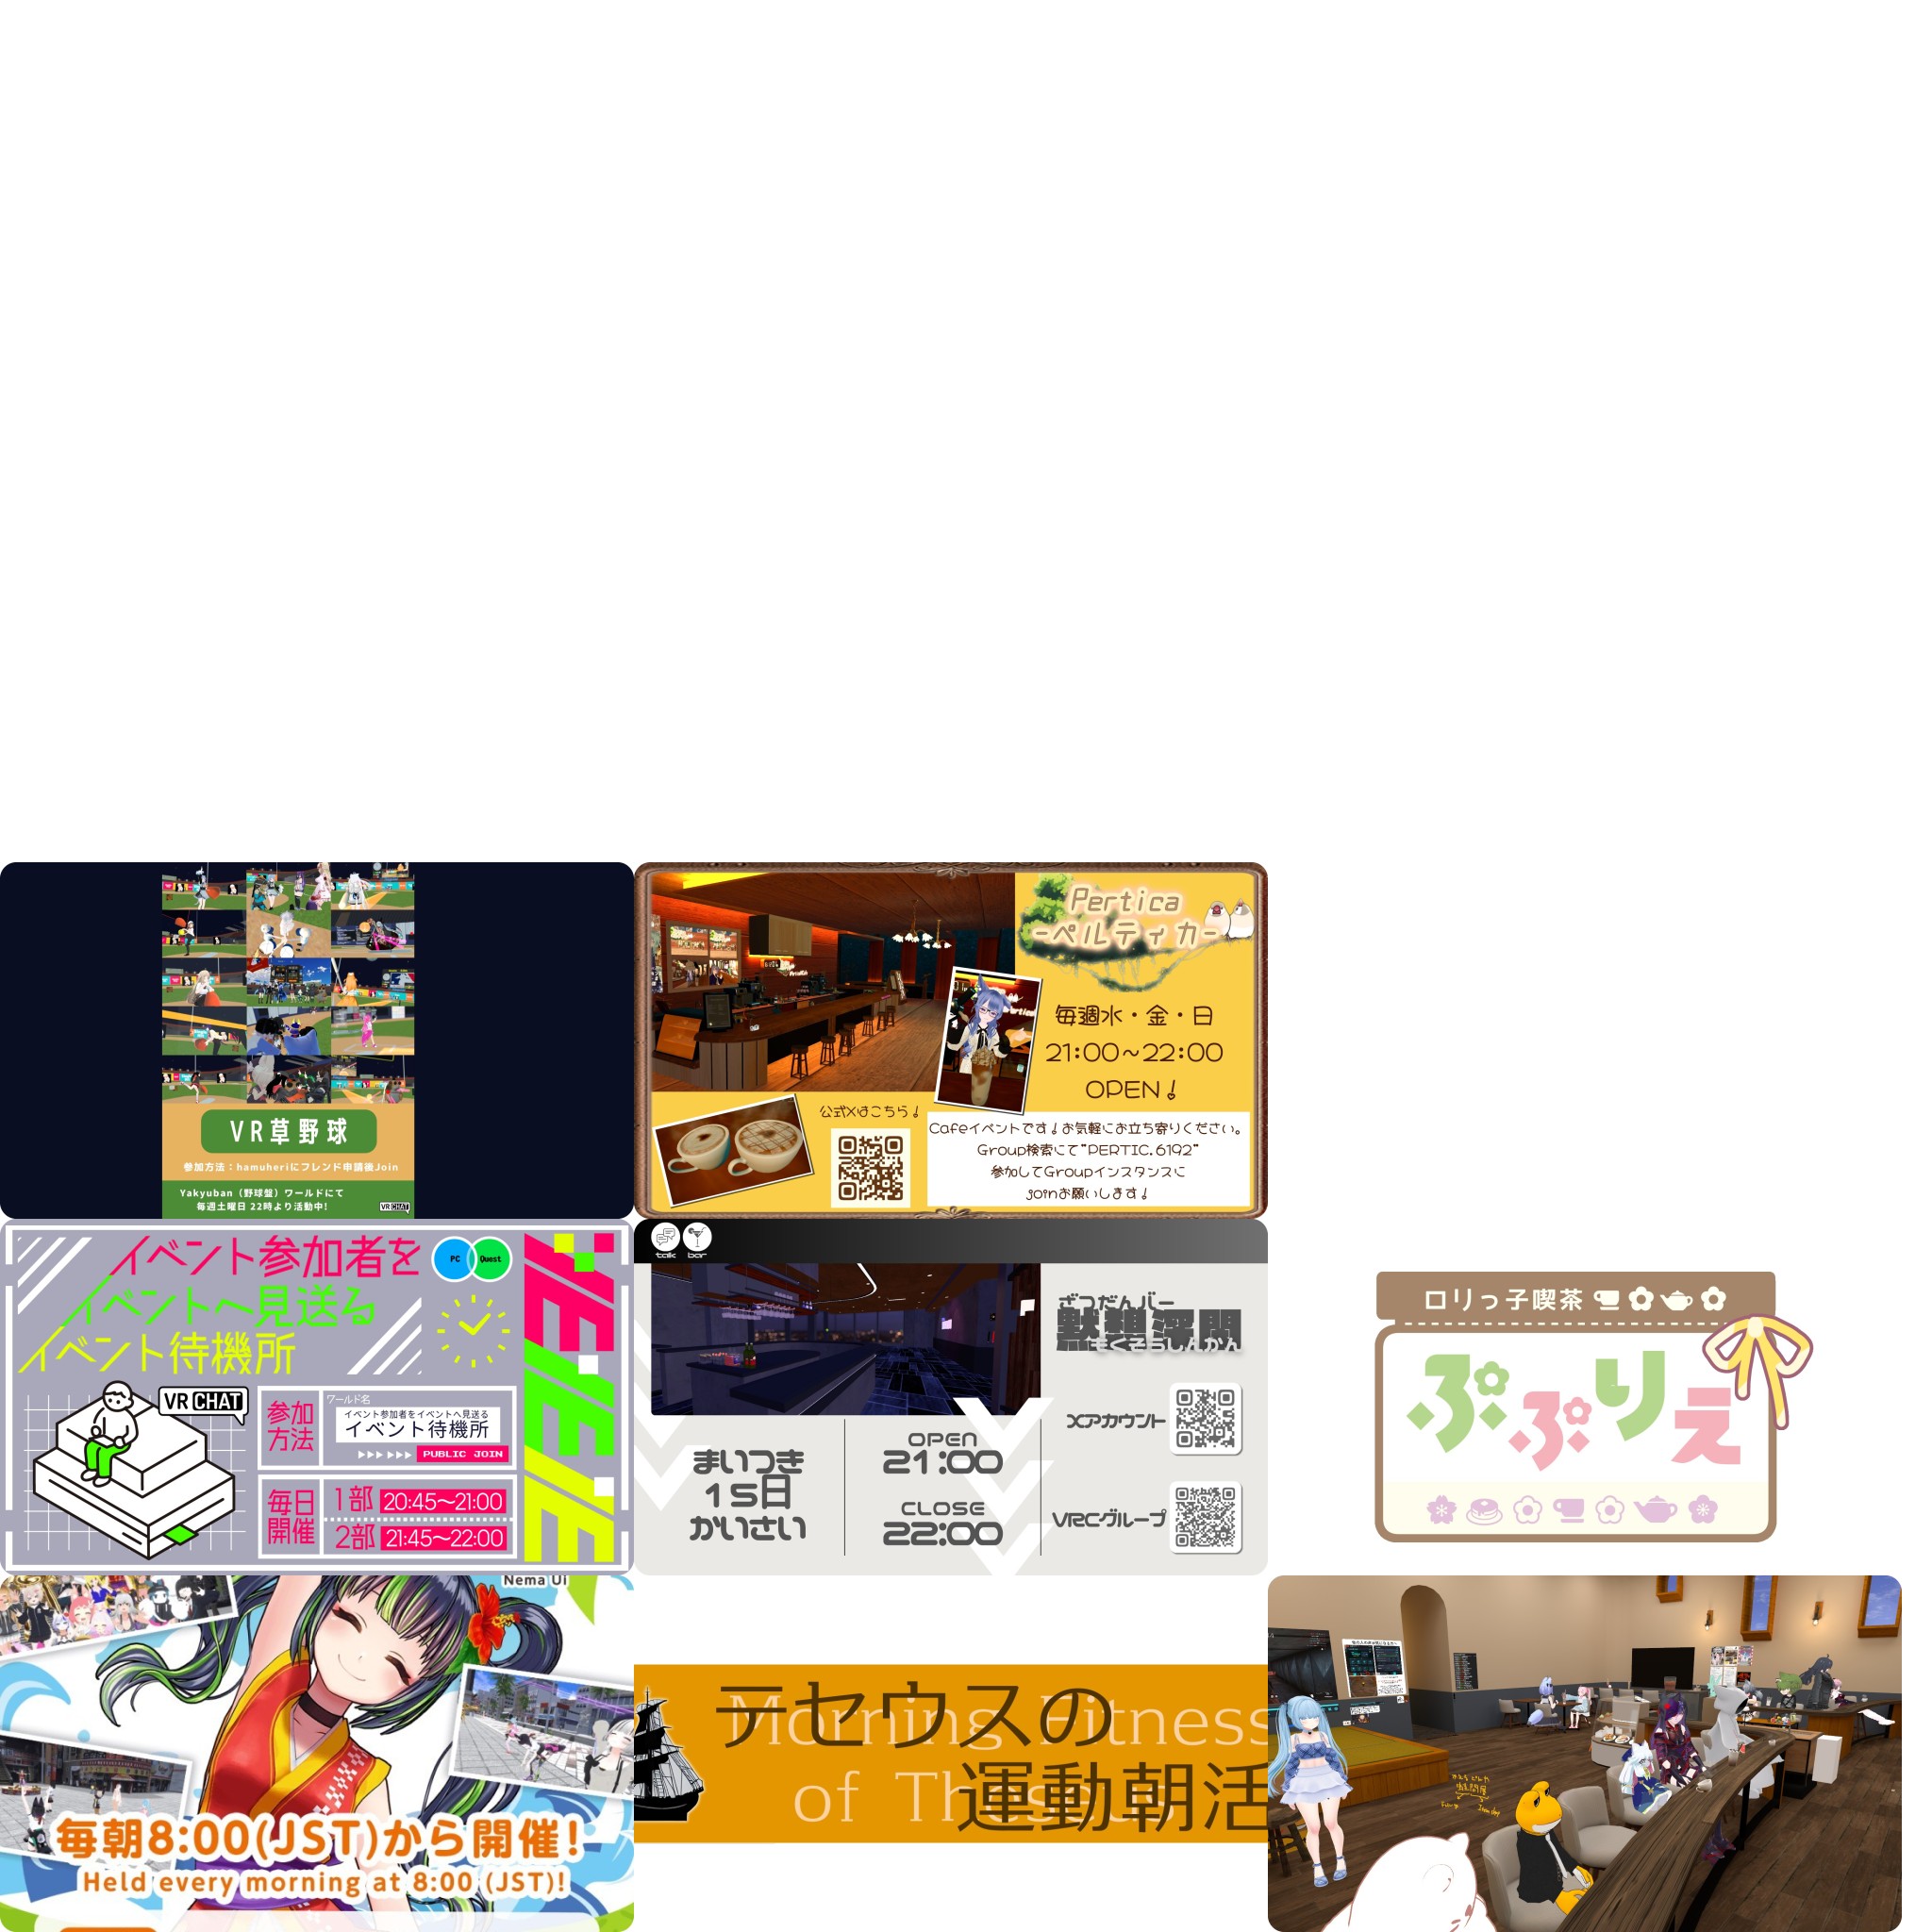 VR草野球
参加方法：hamuheriにフレンド申請後Join
Yakyuban（野球盤）ワールドにて
毎週土曜日 22時より活動中!
VRCHAT
Pertica
-ペルティカ-
毎週水・金・日
21:00~22:00
OPEN！
公式Xはこちら！
Cafeイベントです！お気軽にお立ち寄りください。
Group検索にて"PERTIC.6192"
参加してGroupインスタンスに
joinお願いします！
イベント参加者を
イベントへ見送る
イベント待機所
PC
Quest
VRCHAT
参加
方法
ワールド名
イベント参加者をイベントへ見送る
イベント待機所
PUBLIC JOIN
毎日
開催
1部 20:45〜21:00
2部 21:45〜22:00
talk
bar
ざつだんバー
黙想深間
もくそうしんかん
Xアカウント
VRCグループ
まいつき
15日
かいさい
OPEN
21:00
CLOSE
22:00
ロリっ子喫茶
ぷぷりえ
Nema Ui
毎朝8:00(JST)から開催!
Held every morning at 8:00 (JST)!
テセウスの
運動朝活
Morning Fitness
of